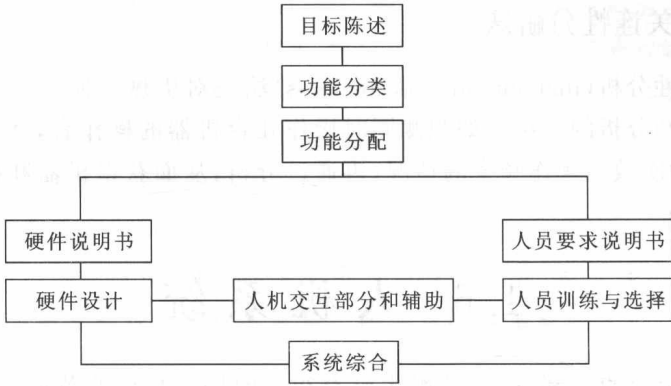 目标陈述
功能分类
功能分配
硬件说明书
人员要求说明书
硬件设计
人机交互部分和辅助
人员训练与选择
系统综合